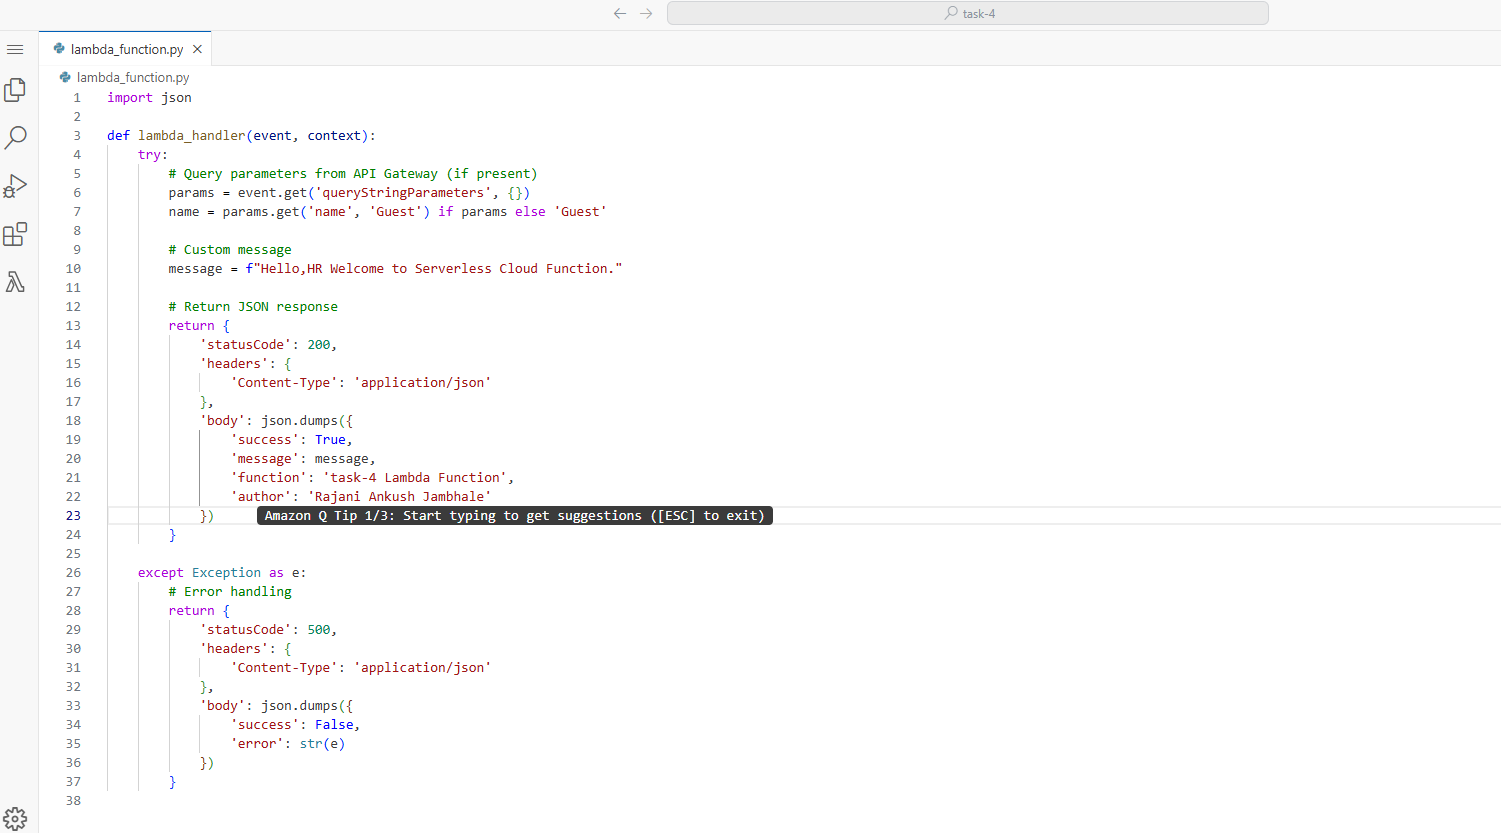 task-4
lambda_function.py
lambda_function.py
1 import json
2
3 def lambda_handler(event, context):
4     try:
5         # Query parameters from API Gateway (if present)
6         params = event.get('queryStringParameters', {})
7         name = params.get('name', 'Guest') if params else 'Guest'
8
9         # Custom message
10         message = f"Hello,HR Welcome to Serverless Cloud Function."
11
12         # Return JSON response
13         return {
14             'statusCode': 200,
15             'headers': {
16                 'Content-Type': 'application/json'
17             },
18             'body': json.dumps({
19                 'success': True,
20                 'message': message,
21                 'function': 'task-4 Lambda Function',
22                 'author': 'Rajani Ankush Jambhale'
23             }) Amazon Q Tip 1/3: Start typing to get suggestions ([ESC] to exit)
24         }
25
26     except Exception as e:
27         # Error handling
28         return {
29             'statusCode': 500,
30             'headers': {
31                 'Content-Type': 'application/json'
32             },
33             'body': json.dumps({
34                 'success': False,
35                 'error': str(e)
36             })
37         }
38